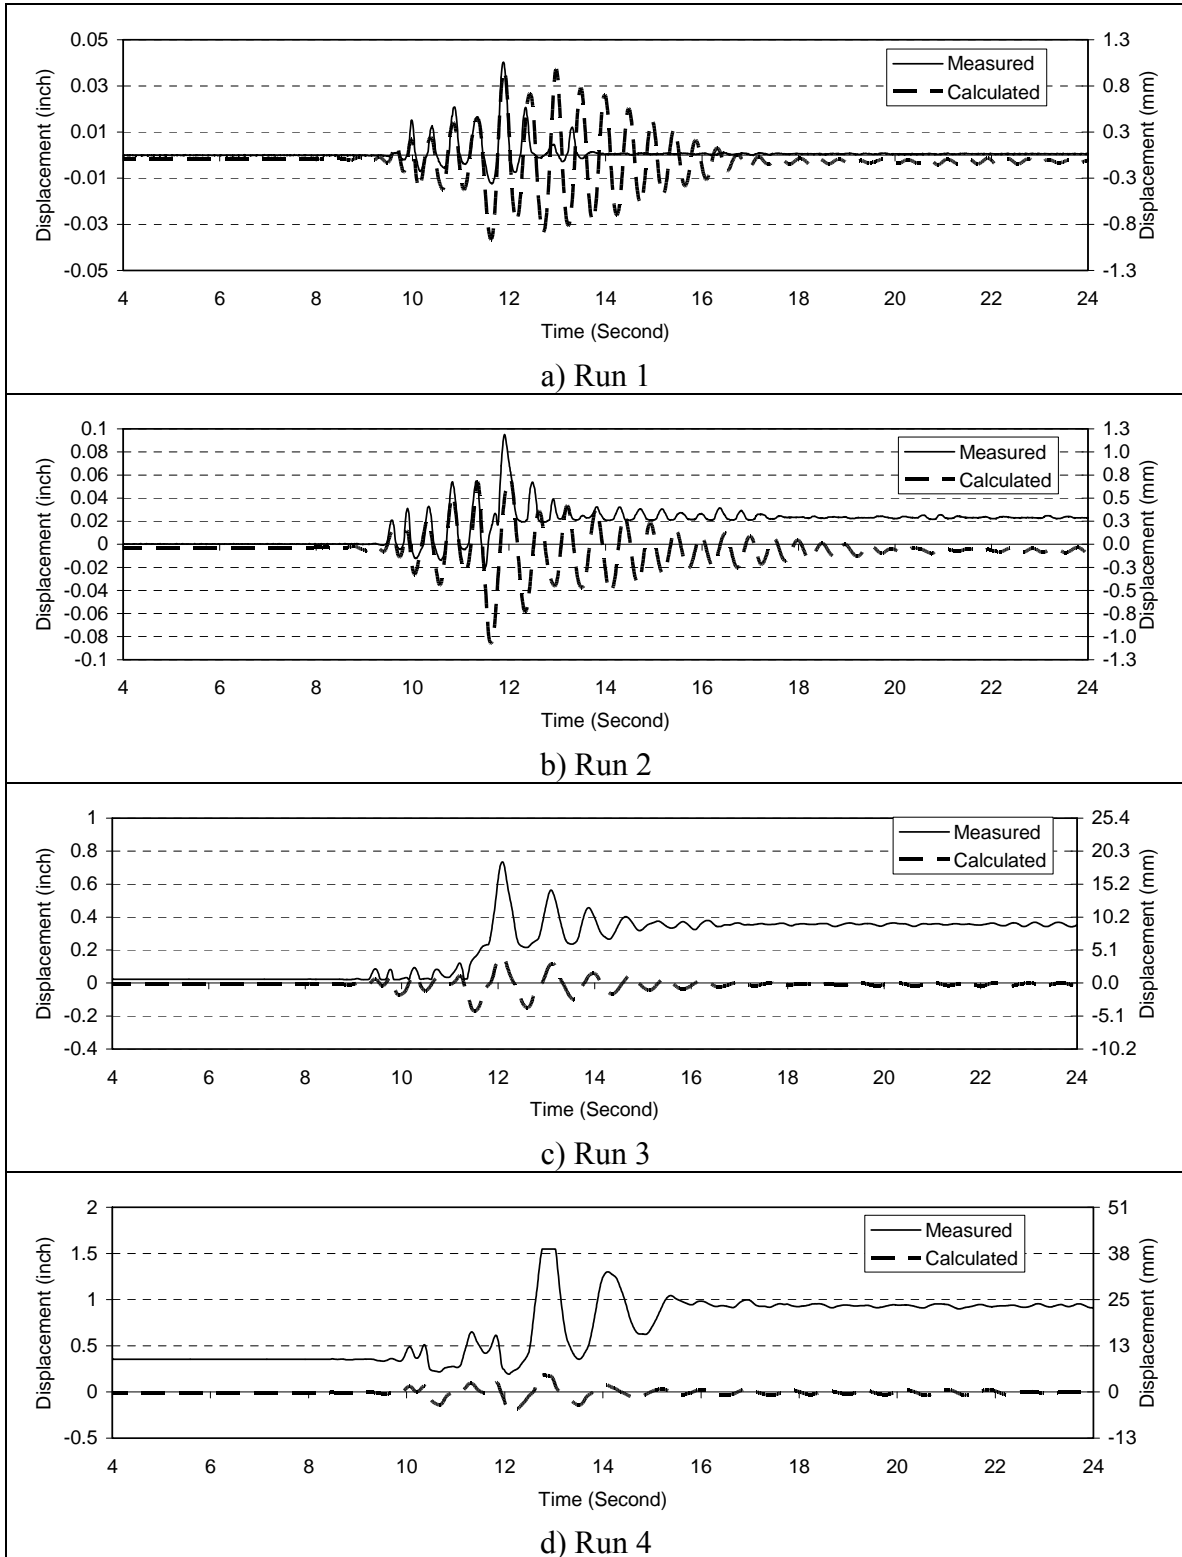 0.05
0.03
0.01
-0.01
-0.03
-0.05
Displacement (inch)
1.3
0.8
0.3
-0.3
-0.8
-1.3
Displacement (mm)
Measured
Calculated
4 6 8 10 12 14 16 18 20 22 24
Time (Second)
a) Run 1
0.1
0.08
0.06
0.04
0.02
0
-0.02
-0.04
-0.06
-0.08
-0.1
Displacement (inch)
1.3
1.0
0.8
0.5
0.3
0.0
-0.3
-0.5
-0.8
-1.0
-1.3
Displacement (mm)
Measured
Calculated
4 6 8 10 12 14 16 18 20 22 24
Time (Second)
b) Run 2
1
0.8
0.6
0.4
0.2
0
-0.2
-0.4
Displacement (inch)
25.4
20.3
15.2
10.2
5.1
0.0
-5.1
-10.2
Displacement (mm)
Measured
Calculated
4 6 8 10 12 14 16 18 20 22 24
Time (Second)
c) Run 3
2
1.5
1
0.5
0
-0.5
Displacement (inch)
51
38
25
13
0
-13
Displacement (mm)
Measured
Calculated
4 6 8 10 12 14 16 18 20 22 24
Time (Second)
d) Run 4